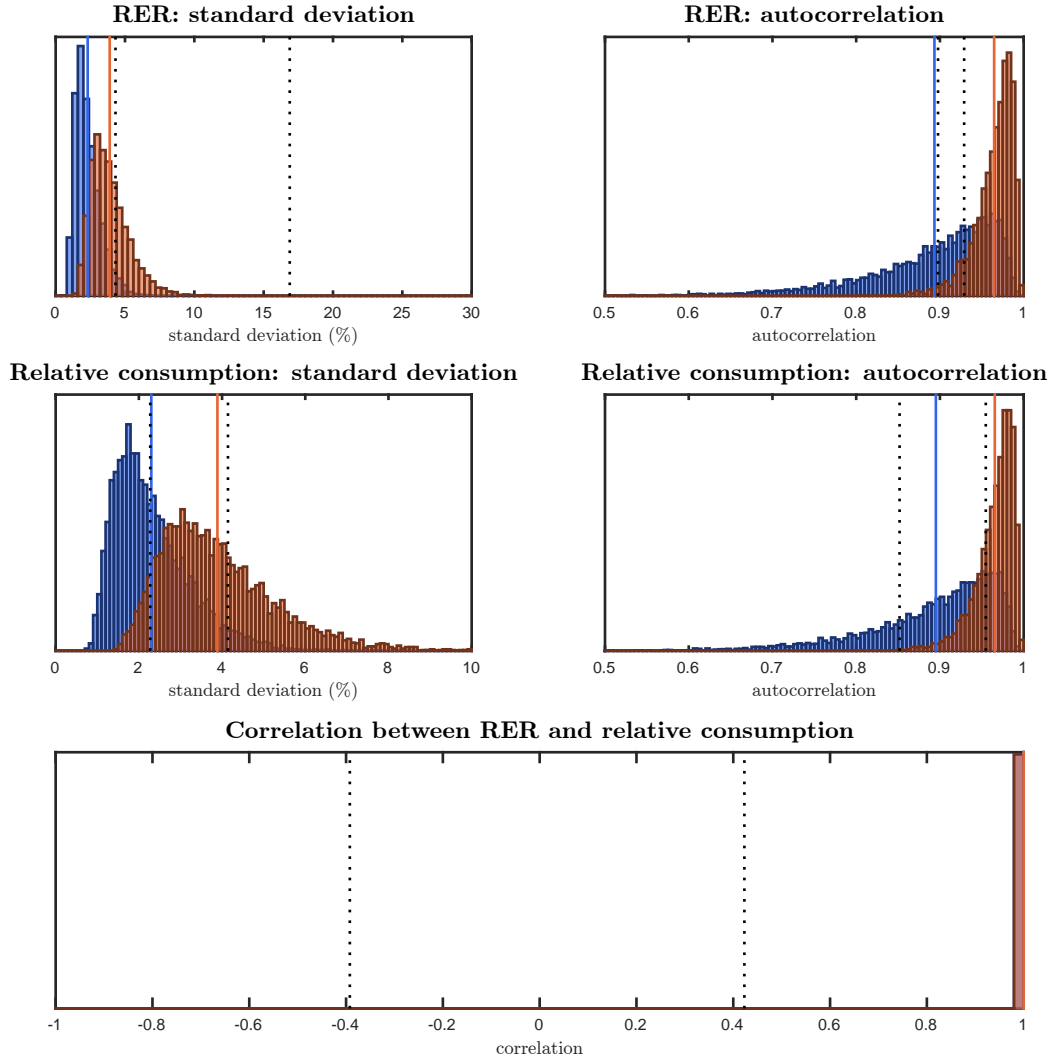 RER: standard deviation
RER: autocorrelation
0 5 10 15 20 25 30
0.5 0.6 0.7 0.8 0.9 1
standard deviation (%)
autocorrelation
Relative consumption: standard deviation
Relative consumption: autocorrelation
0 2 4 6 8 10
0.5 0.6 0.7 0.8 0.9 1
standard deviation (%)
autocorrelation
Correlation between RER and relative consumption
-1 -0.8 -0.6 -0.4 -0.2 0 0.2 0.4 0.6 0.8 1
correlation